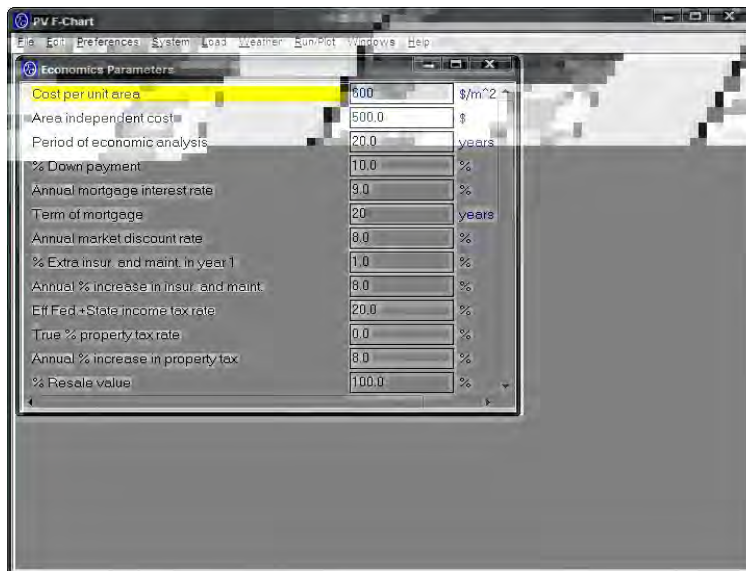 PV F-Chart
File Edit Preferences System Load Weather Run/Plot Windows Help
Economics Parameters
Cost per unit area 600 $/m^2
Area independent cost 500.0 $
Period of economic analysis 20.0 years
% Down payment 10.0 %
Annual mortgage interest rate 9.0 %
Term of mortgage 20 years
Annual market discount rate 8.0 %
% Extra insur. and maint. in year 1 1.0 %
Annual % increase in insur. and maint. 8.0 %
Eff Fed +State income tax rate 20.0 %
True % property tax rate 0.0 %
Annual % increase in property tax 8.0 %
% Resale value 100.0 %